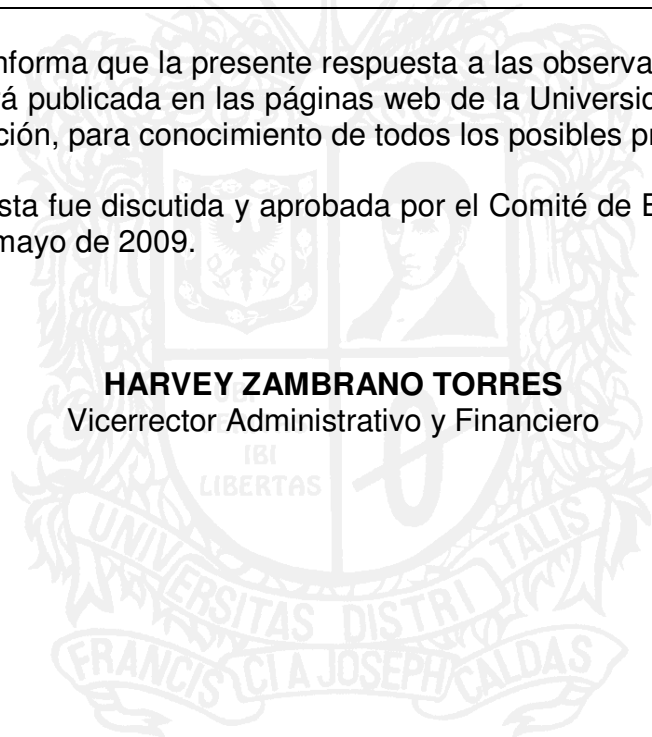 nforma que la presente respuesta a las observa
á publicada en las páginas web de la Universid
ción, para conocimiento de todos los posibles pr
sta fue discutida y aprobada por el Comité de E
mayo de 2009.
HARVEY ZAMBRANO TORRES
Vicerrector Administrativo y Financiero
IBI
LIBERTAS
UNIVERSITAS DISTRITALIS
FRANCISCI A JOSEPH CALDAS